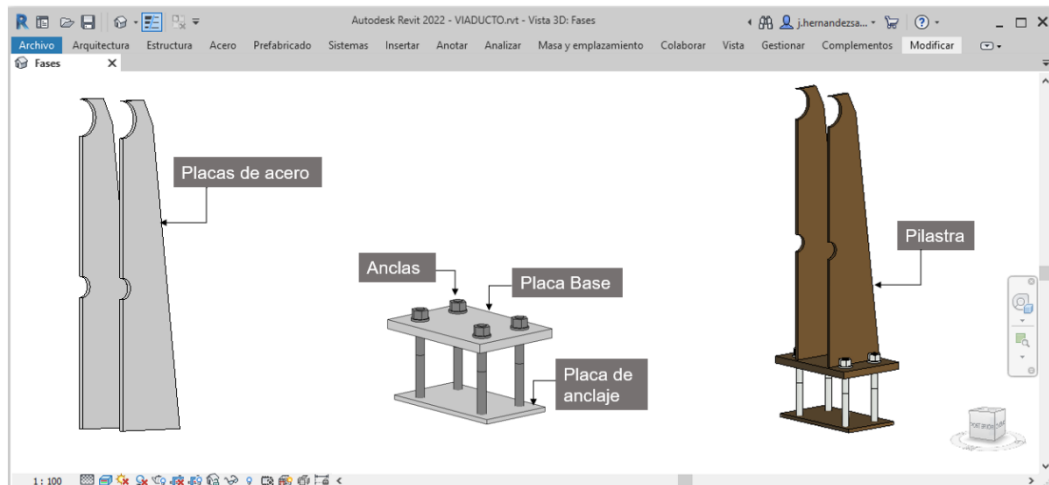 Autodesk Revit 2022 - VIADUCTO.rvt - Vista 3D: Fases
j.hernandezsa...
Archivo Arquitectura Estructura Acero Prefabricado Sistemas Insertar Anotar Analizar Masa y emplazamiento Colaborar Vista Gestionar Complementos Modificar
Fases
Placas de acero
Anclas
Placa Base
Placa de
anclaje
Pilastra
1 : 100